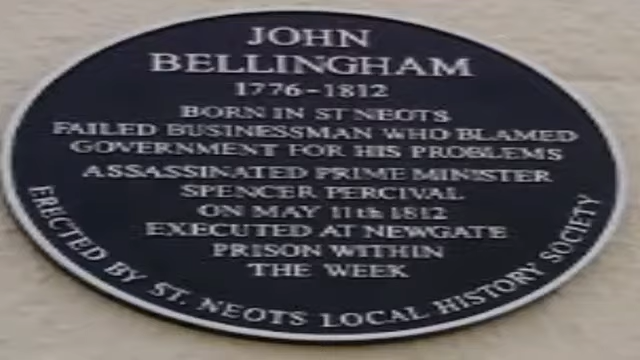 JOHN
BELLINGHAM
1776-1812
BORN IN ST NEOTS
FAILED BUSINESSMAN WHO BLAMED
GOVERNMENT FOR HIS PROBLEMS
ASSASSINATED PRIME MINISTER
SPENCER PERCIVAL
ON MAY 11th 1812
EXECUTED AT NEWGATE
PRISON WITHIN
THE WEEK
ERECTED BY ST. NEOTS LOCAL HISTORY SOCIETY